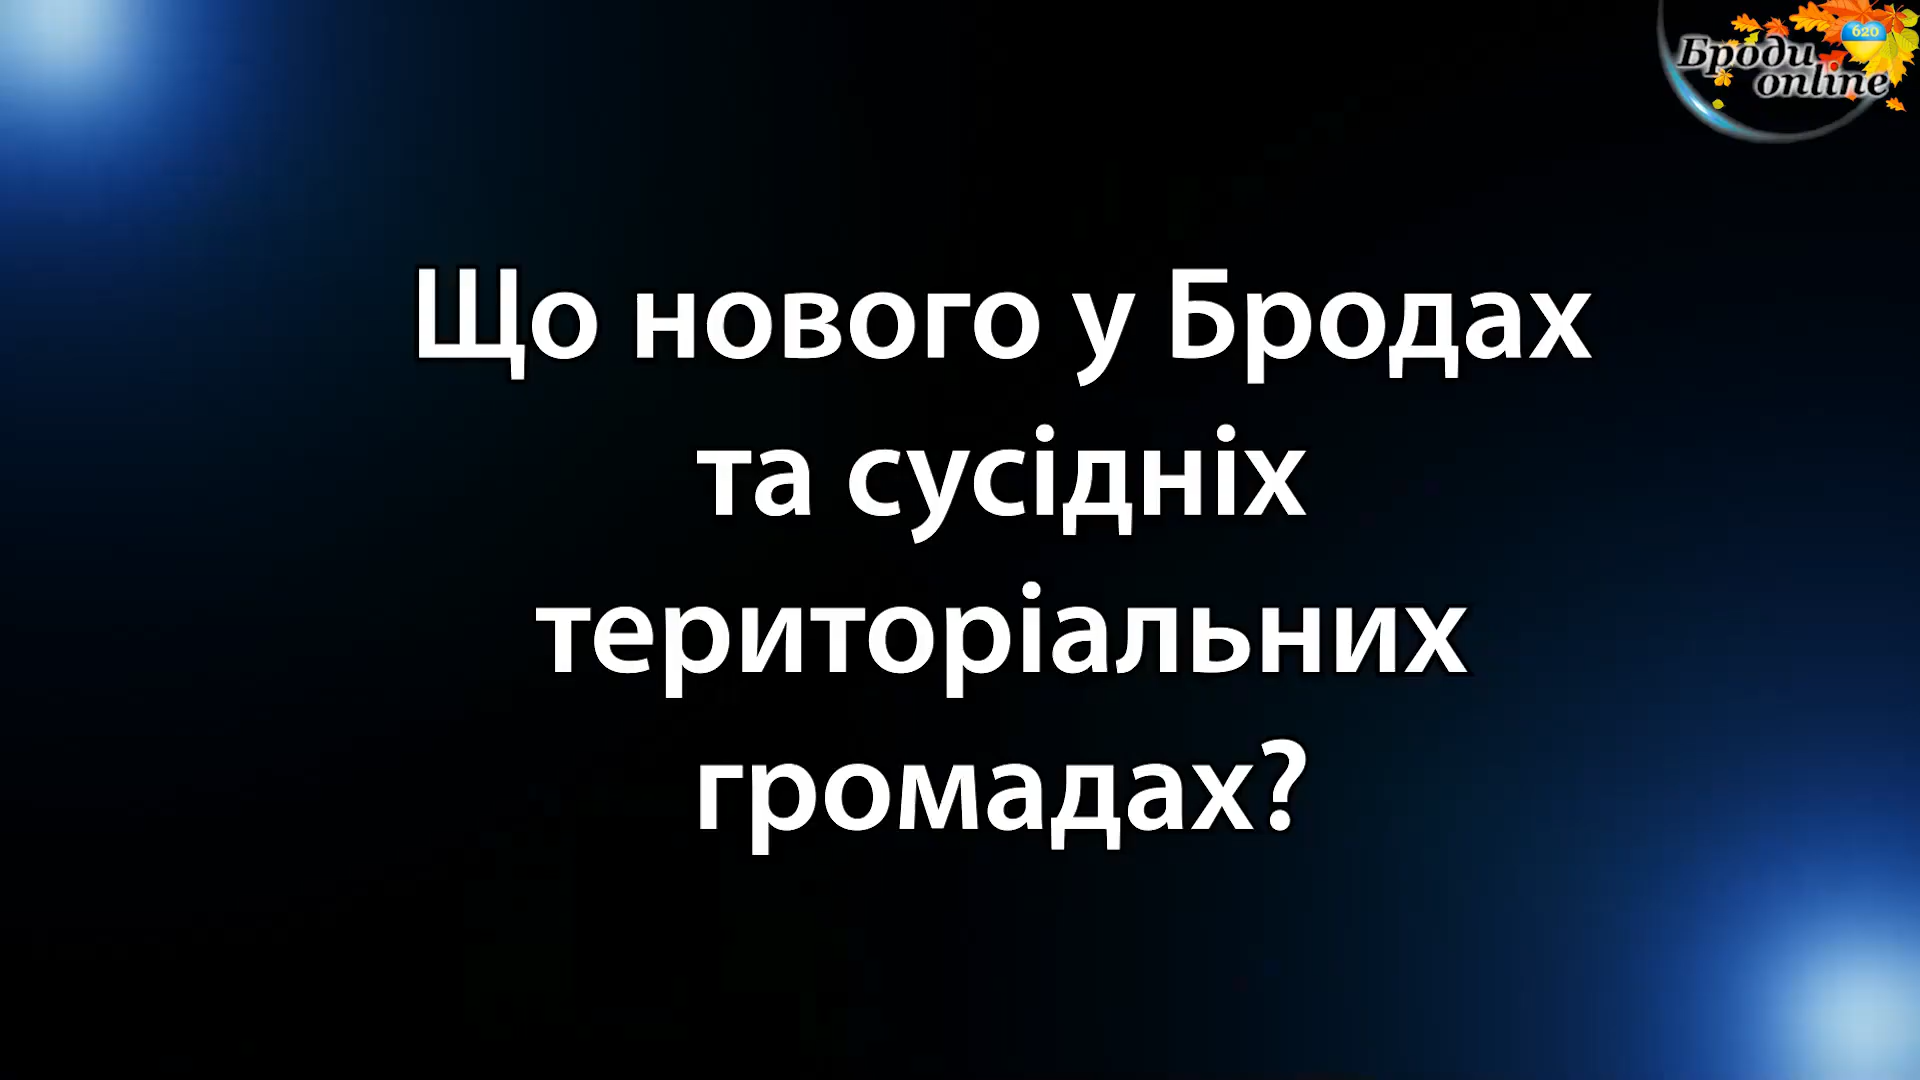 Броди
online
620
Що нового у Бродах
та сусідніх
територіальних
громадах?